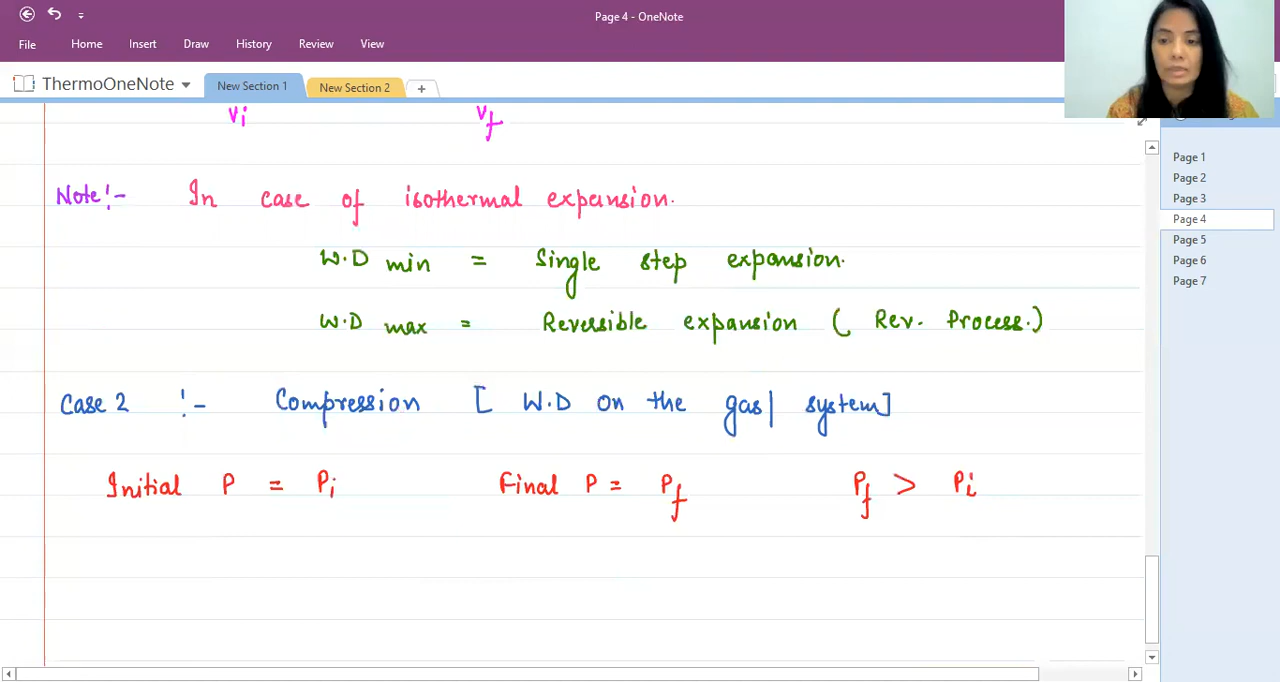 Page 4 - OneNote
File Home Insert Draw History Review View
ThermoOneNote New Section 1 New Section 2 +
Vi Vf
Note:- In case of isothermal expansion.
W.D min = Single step expansion.
W.D max = Reversible expansion ( Rev. Process.)
Case 2 :- Compression [ W.D on the gas| system]
Initial P = Pi Final P = Pf Pf > Pi
Page 1
Page 2
Page 3
Page 4
Page 5
Page 6
Page 7